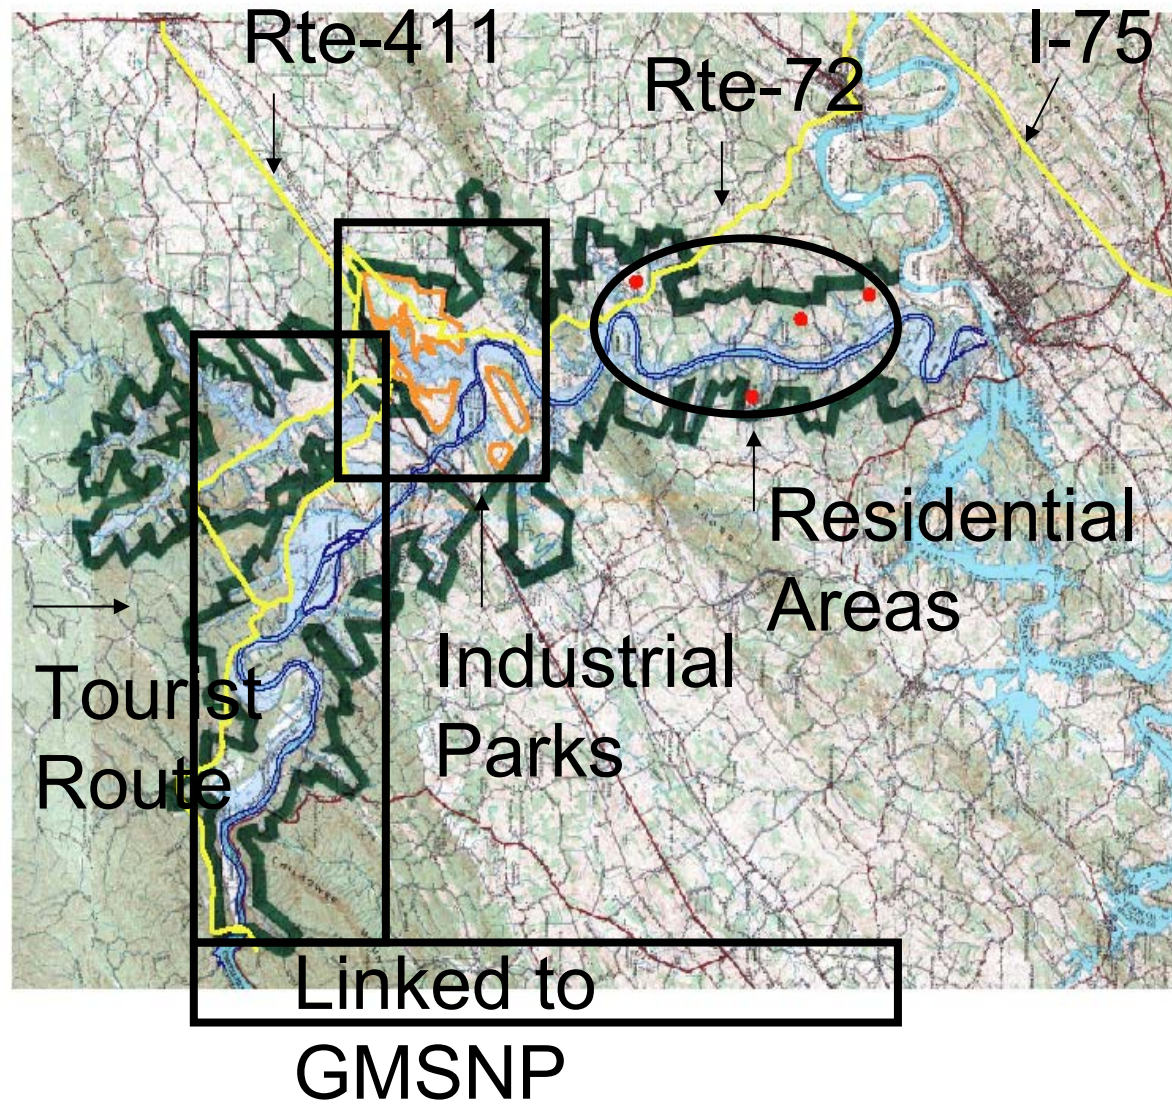 Rte-411
I-75
Rte-72
Residential
Areas
Industrial
Parks
Tourist
Route
Linked to
GMSNP